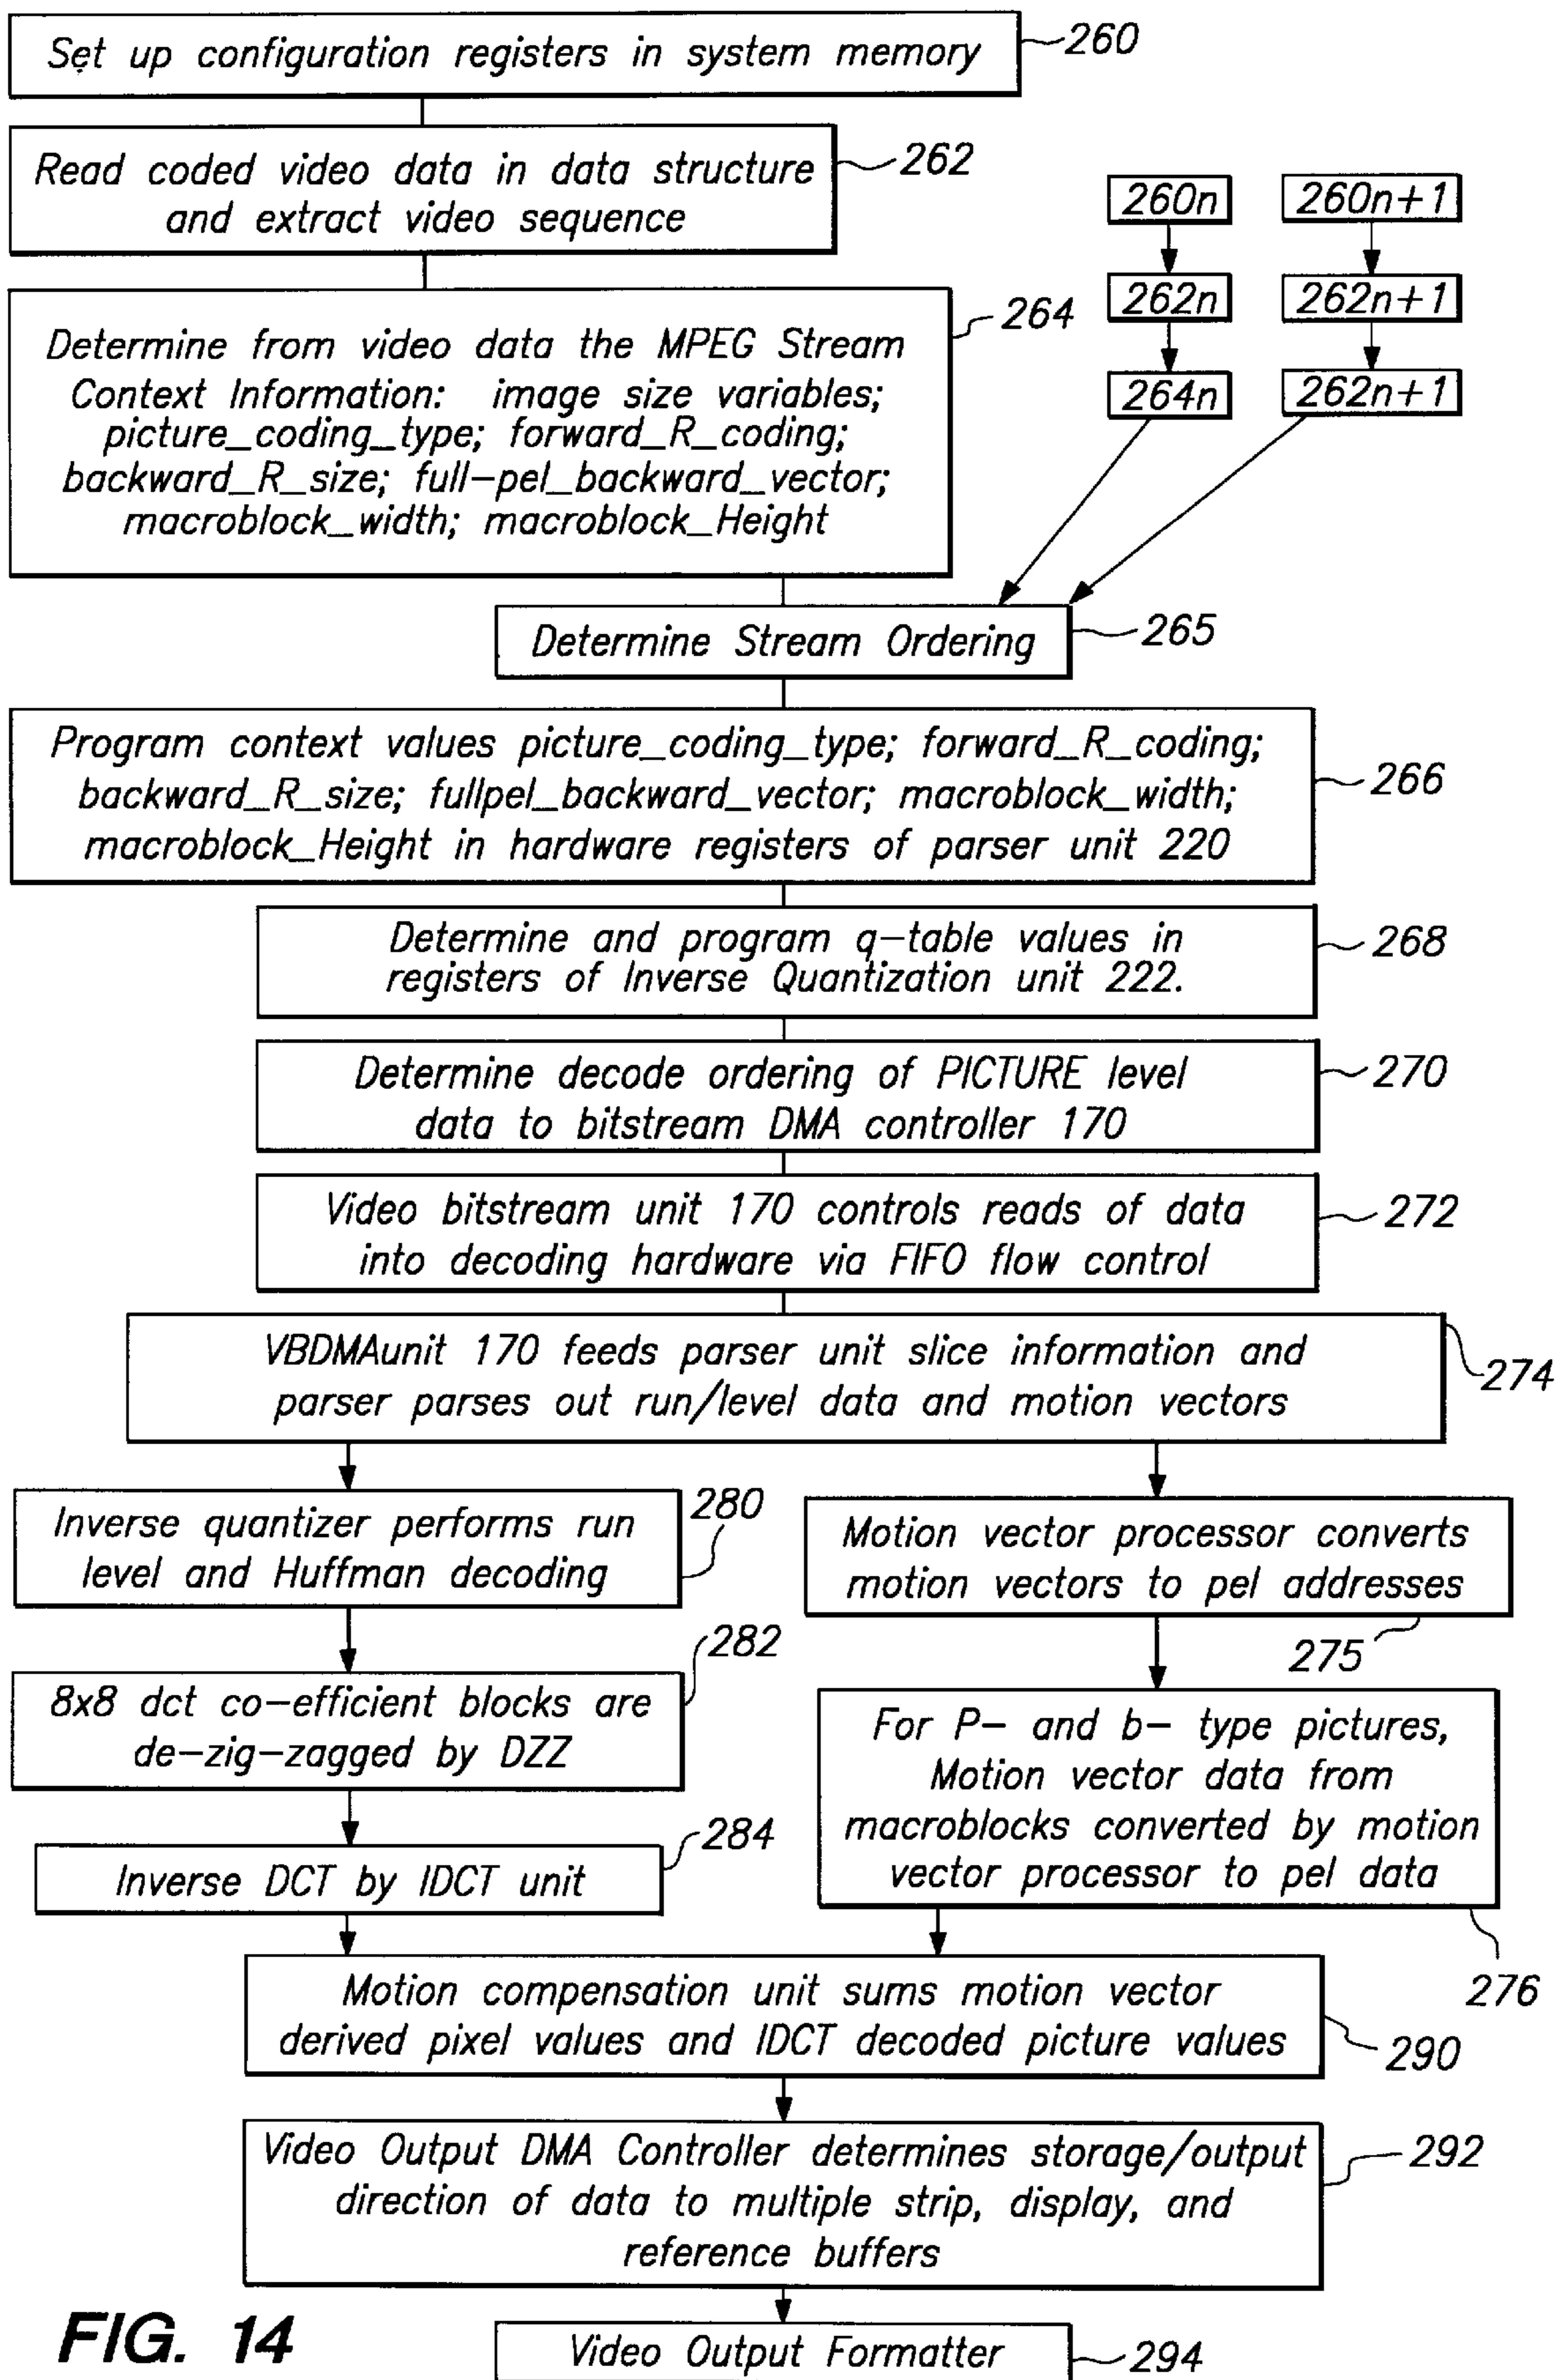 Set up configuration registers in system memory
260
Read coded video data in data structure
and extract video sequence
262
260n
260n+1
262n
262n+1
264n
262n+1
Determine from video data the MPEG Stream
Context Information: image size variables;
picture_coding_type; forward_R_coding;
backward_R_size; full-pel_backward_vector;
macroblock_width; macroblock_Height
264
Determine Stream Ordering
265
Program context values picture_coding_type; forward_R_coding;
backward_R_size; fullpel_backward_vector; macroblock_width;
macroblock_Height in hardware registers of parser unit 220
266
Determine and program q-table values in
registers of Inverse Quantization unit 222.
268
Determine decode ordering of PICTURE level
data to bitstream DMA controller 170
270
Video bitstream unit 170 controls reads of data
into decoding hardware via FIFO flow control
272
VBDMAunit 170 feeds parser unit slice information and
parser parses out run/level data and motion vectors
274
Inverse quantizer performs run
level and Huffman decoding
280
Motion vector processor converts
motion vectors to pel addresses
275
8x8 dct co-efficient blocks are
de-zig-zagged by DZZ
282
For P- and b- type pictures,
Motion vector data from
macroblocks converted by motion
vector processor to pel data
276
Inverse DCT by IDCT unit
284
Motion compensation unit sums motion vector
derived pixel values and IDCT decoded picture values
290
Video Output DMA Controller determines storage/output
direction of data to multiple strip, display, and
reference buffers
292
Video Output Formatter
294
FIG. 14